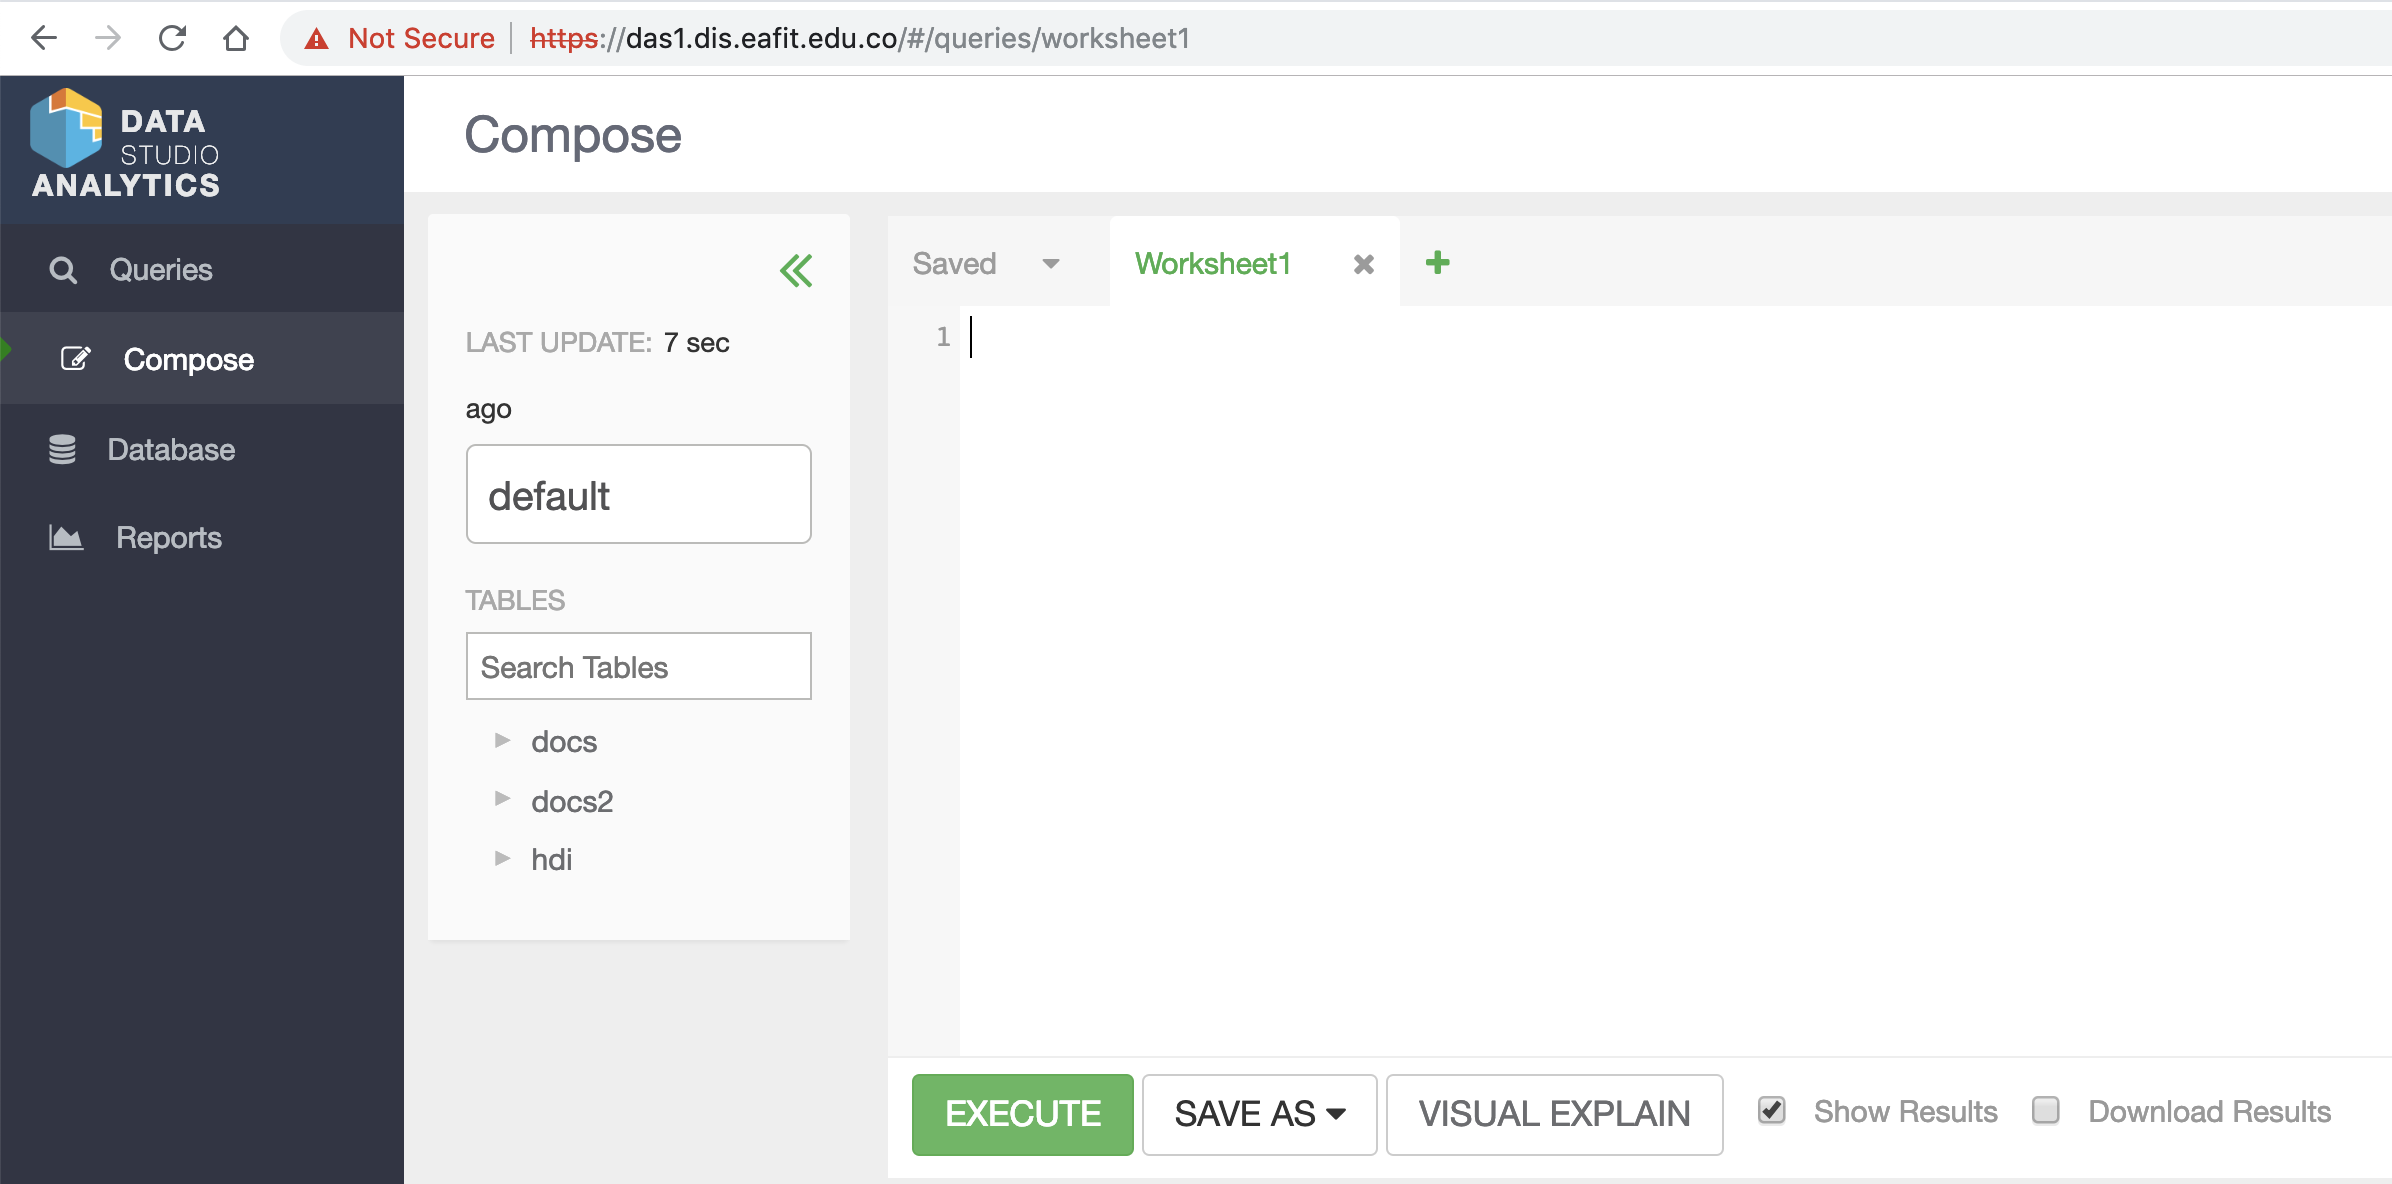 Not Secure https://das1.dis.eafit.edu.co/#/queries/worksheet1
DATA
STUDIO
ANALYTICS
Queries
Compose
Database
Reports
Compose
LAST UPDATE: 7 sec
ago
default
TABLES
Search Tables
docs
docs2
hdi
Saved Worksheet1
1
EXECUTE SAVE AS VISUAL EXPLAIN Show Results Download Results